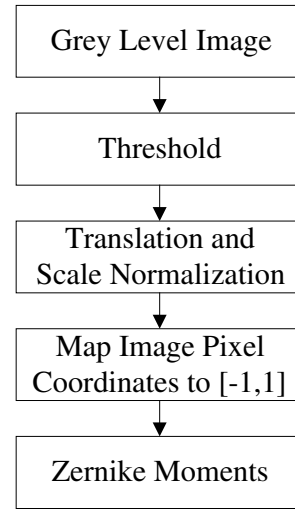 Grey Level Image
Threshold
Translation and
Scale Normalization
Map Image Pixel
Coordinates to [-1,1]
Zernike Moments